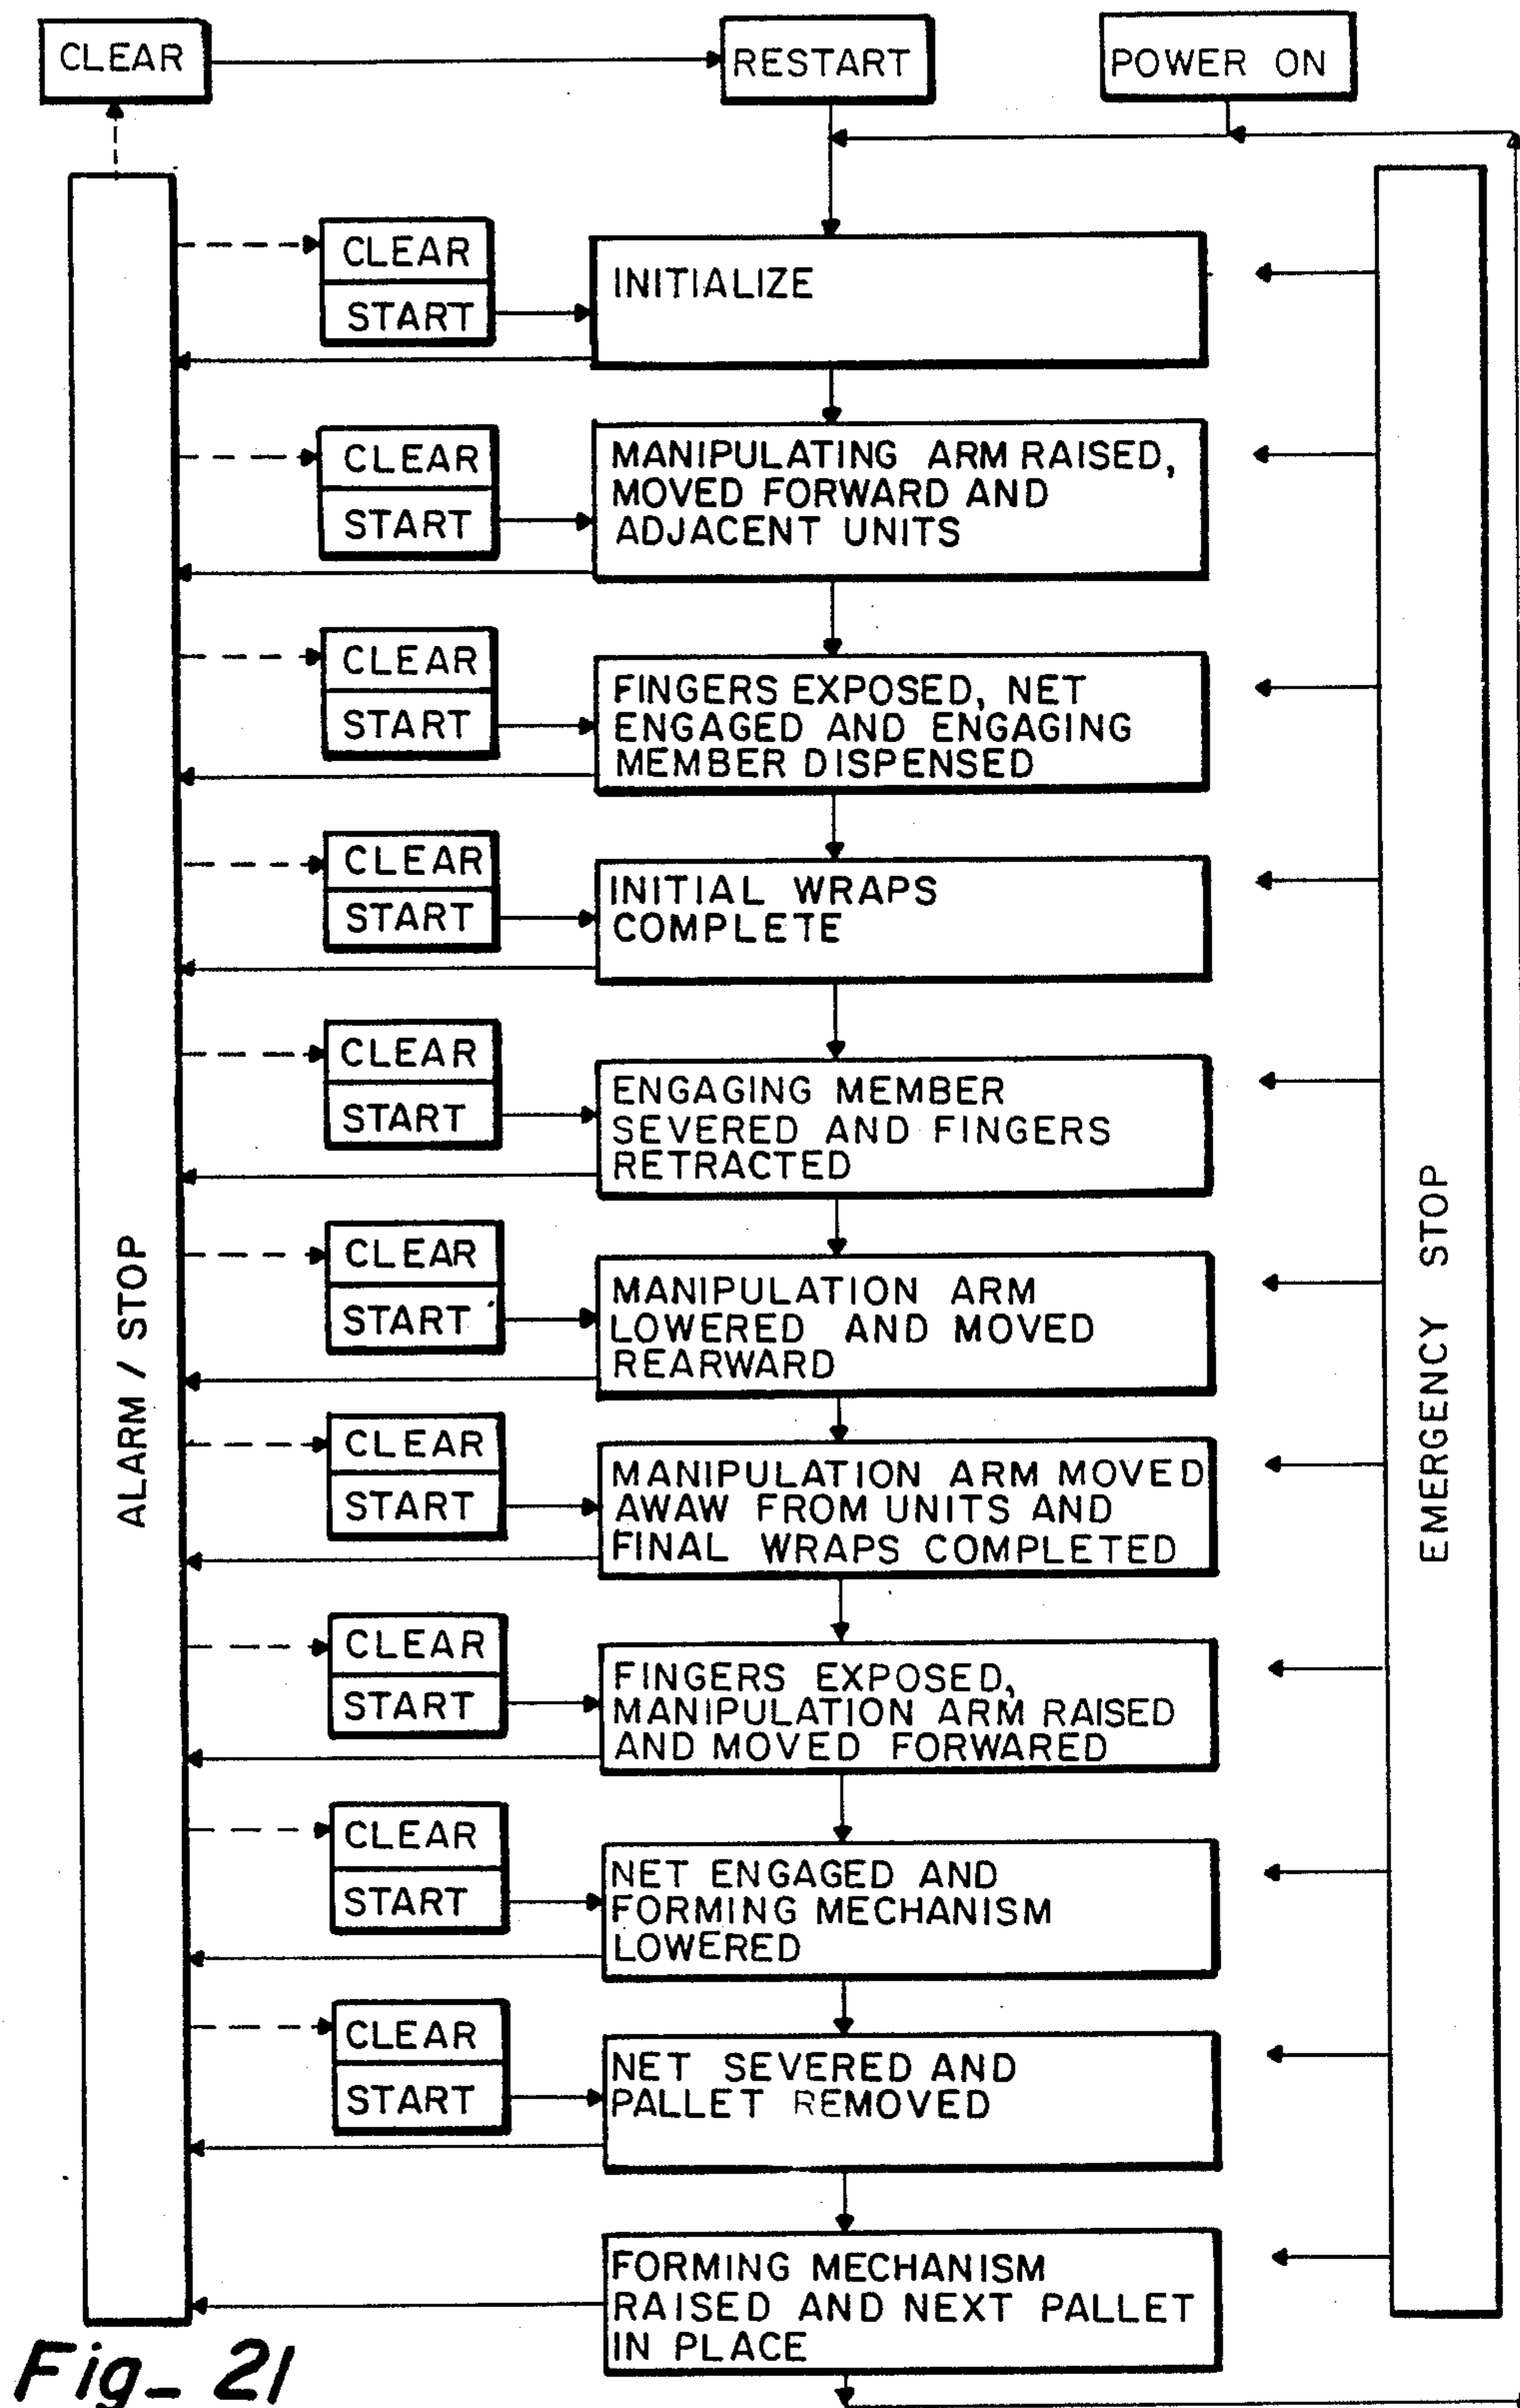 CLEAR
RESTART
POWER ON
CLEAR
START
INITIALIZE
CLEAR
START
MANIPULATING ARM RAISED,
MOVED FORWARD AND
ADJACENT UNITS
CLEAR
START
FINGERS EXPOSED, NET
ENGAGED AND ENGAGING
MEMBER DISPENSED
CLEAR
START
INITIAL WRAPS
COMPLETE
CLEAR
START
ENGAGING MEMBER
SEVERED AND FINGERS
RETRACTED
CLEAR
START
MANIPULATION ARM
LOWERED AND MOVED
REARWARD
CLEAR
START
MANIPULATION ARM MOVED
AWAW FROM UNITS AND
FINAL WRAPS COMPLETED
CLEAR
START
FINGERS EXPOSED,
MANIPULATION ARM RAISED
AND MOVED FORWARED
CLEAR
START
NET ENGAGED AND
FORMING MECHANISM
LOWERED
CLEAR
START
NET SEVERED AND
PALLET REMOVED
FORMING MECHANISM
RAISED AND NEXT PALLET
IN PLACE
ALARM / STOP
EMERGENCY STOP
Fig_ 21